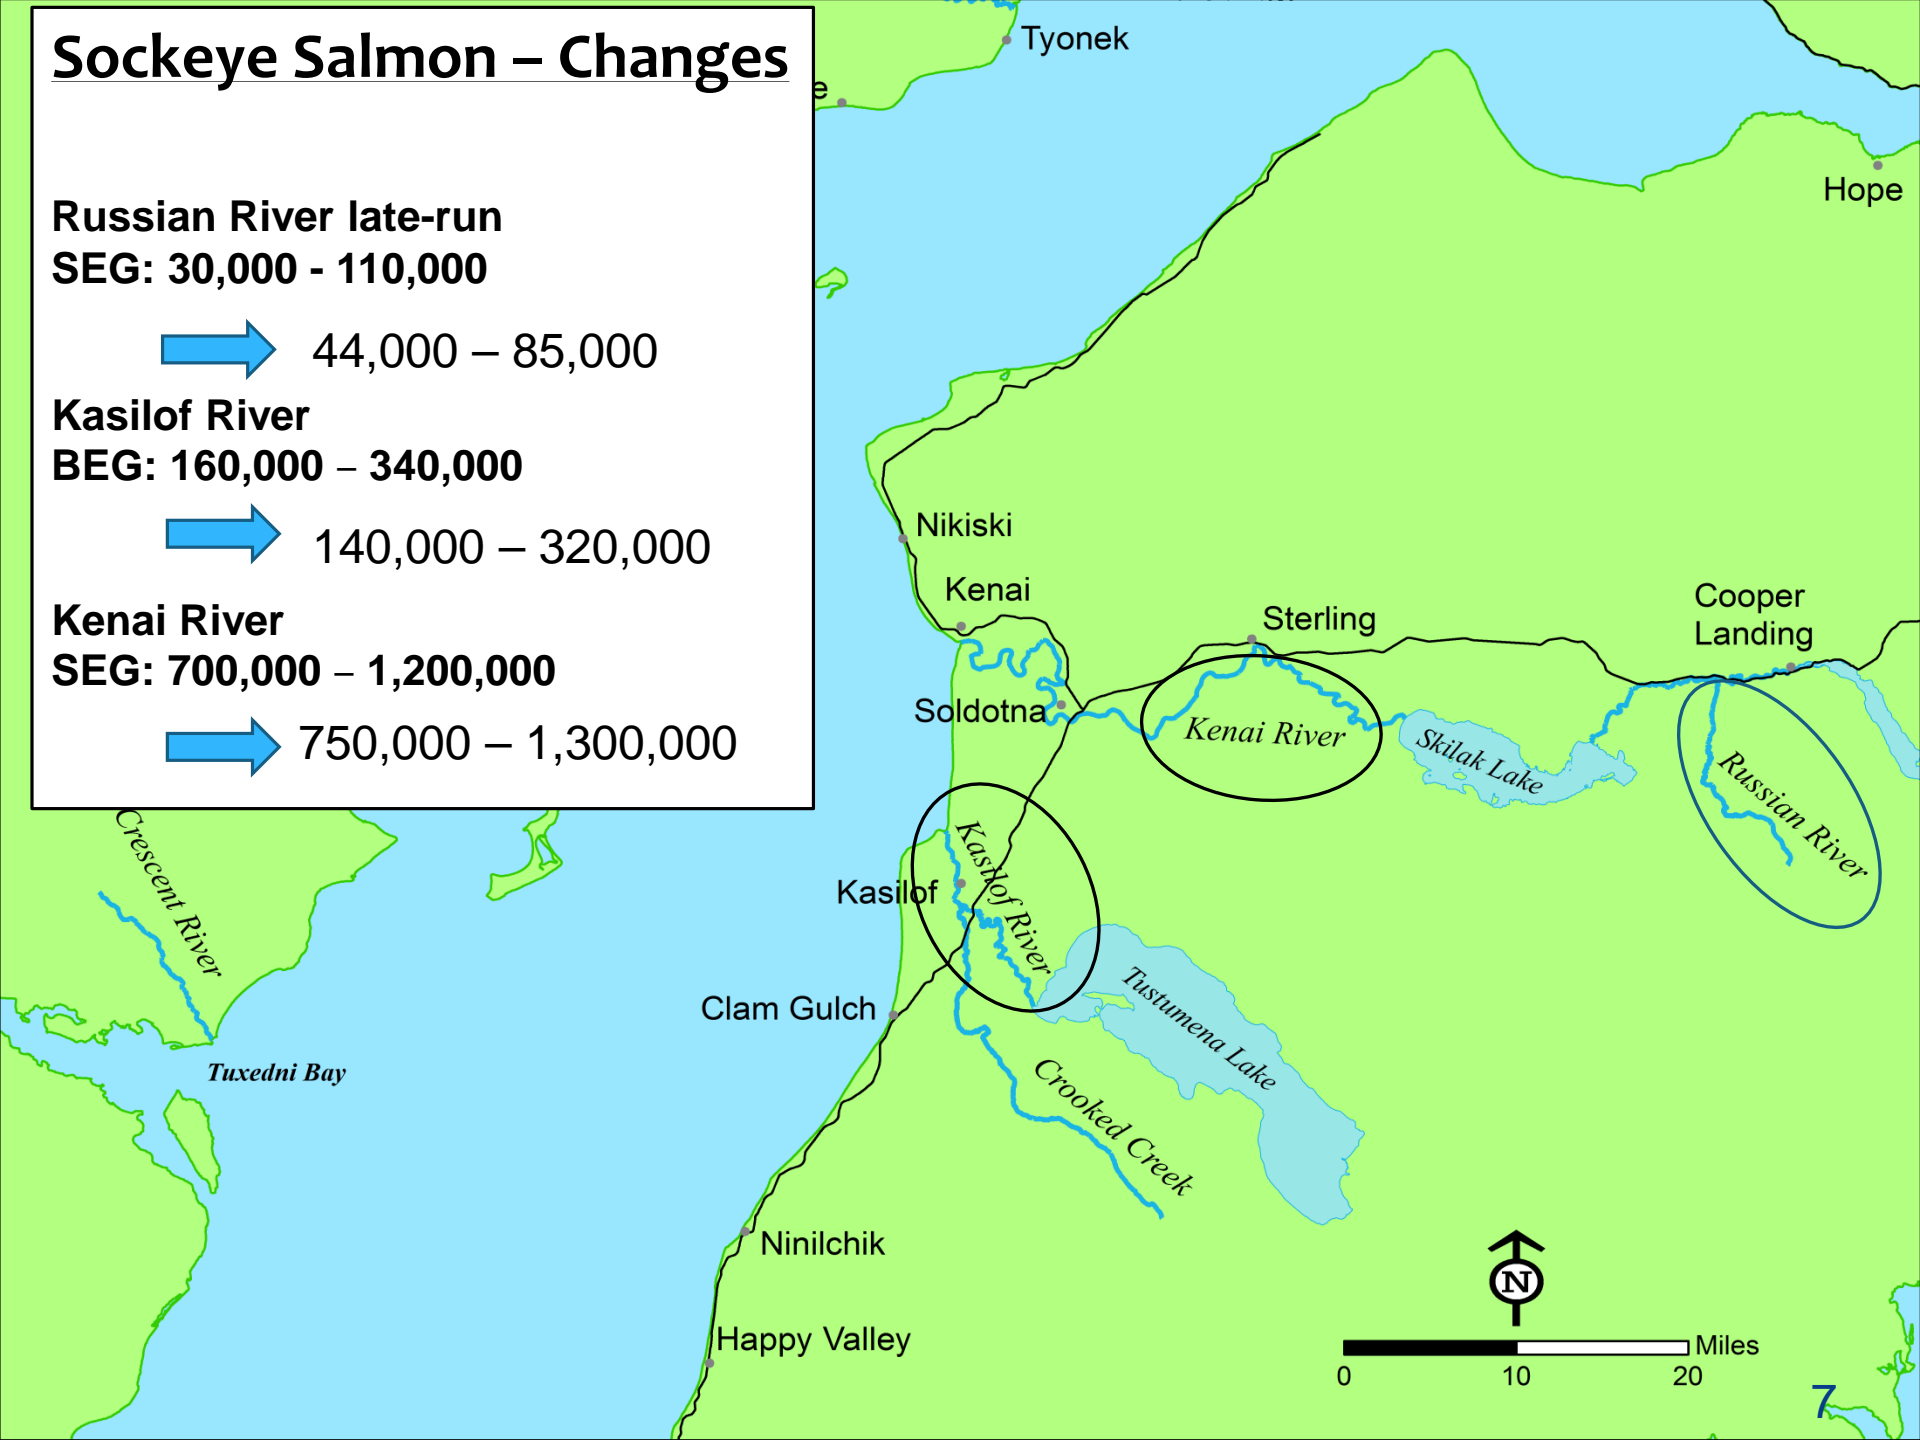 Sockeye Salmon – Changes
Russian River late-run
SEG: 30,000 - 110,000
44,000 – 85,000
Kasilof River
BEG: 160,000 – 340,000
140,000 – 320,000
Kenai River
SEG: 700,000 – 1,200,000
750,000 – 1,300,000
Tyonek
e
Hope
Nikiski
Kenai
Sterling
Cooper
Landing
Soldotna
Kenai River
Skilak Lake
Russian River
Kasilof River
Kasilof
Crescent River
Clam Gulch
Tustumena Lake
Tuxedni Bay
Crooked Creek
Ninilchik
Happy Valley
N
Miles
0 10 20
7